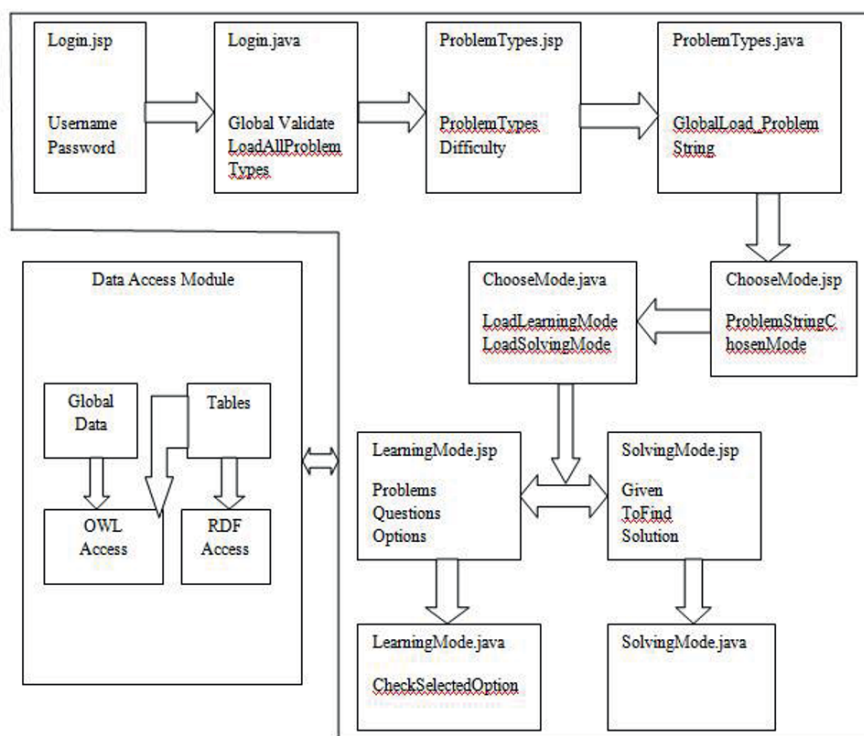 Login.jsp
Username
Password
Login.java
Global Validate
LoadAllProblem
Types
ProblemTypes.jsp
ProblemTypes
Difficulty
ProblemTypes.java
GlobalLoad_Problem
String
Data Access Module
Global
Data
Tables
OWL
Access
RDF
Access
ChooseMode.java
LoadLearningMode
LoadSolvingMode
ChooseMode.jsp
ProblemStringC
hosenMode
LearningMode.jsp
Problems
Questions
Options
SolvingMode.jsp
Given
ToFind
Solution
LearningMode.java
CheckSelectedOption
SolvingMode.java